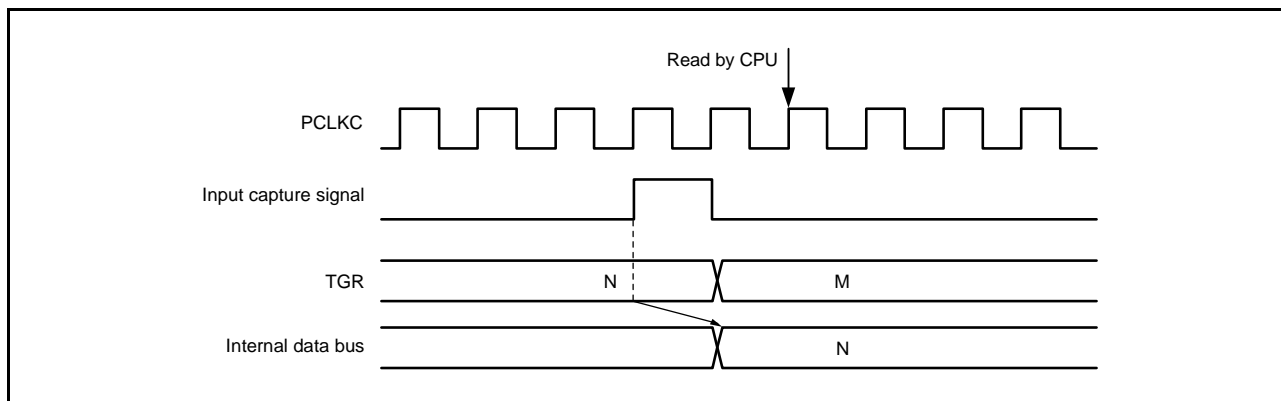 Read by CPU
PCLKC
Input capture signal
TGR
N
M
Internal data bus
N